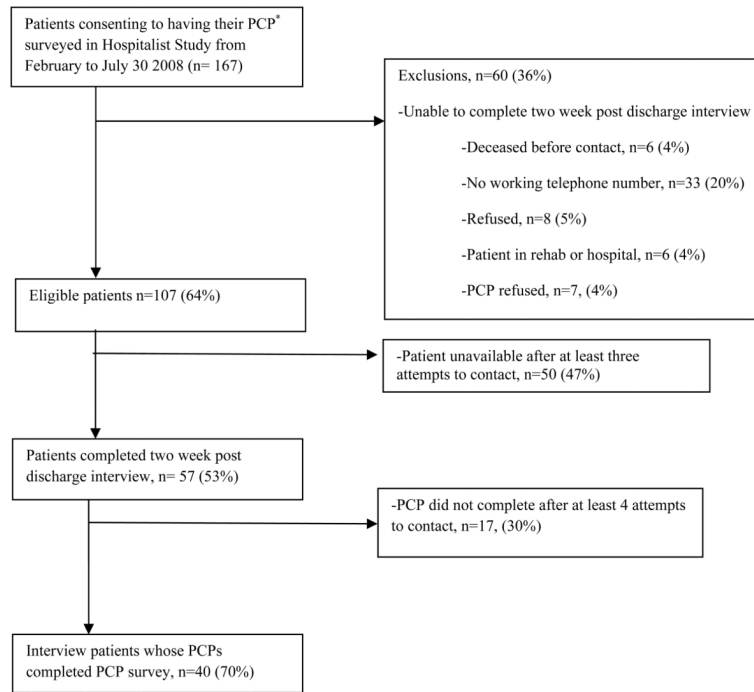 Patients consenting to having their PCP*
surveyed in Hospitalist Study from
February to July 30 2008 (n= 167)
Exclusions, n=60 (36%)
-Unable to complete two week post discharge interview
-Deceased before contact, n=6 (4%)
-No working telephone number, n=33 (20%)
-Refused, n=8 (5%)
-Patient in rehab or hospital, n=6 (4%)
-PCP refused, n=7, (4%)
Eligible patients n=107 (64%)
-Patient unavailable after at least three
attempts to contact, n=50 (47%)
Patients completed two week post
discharge interview, n= 57 (53%)
-PCP did not complete after at least 4 attempts
to contact, n=17, (30%)
Interview patients whose PCPs
completed PCP survey, n=40 (70%)